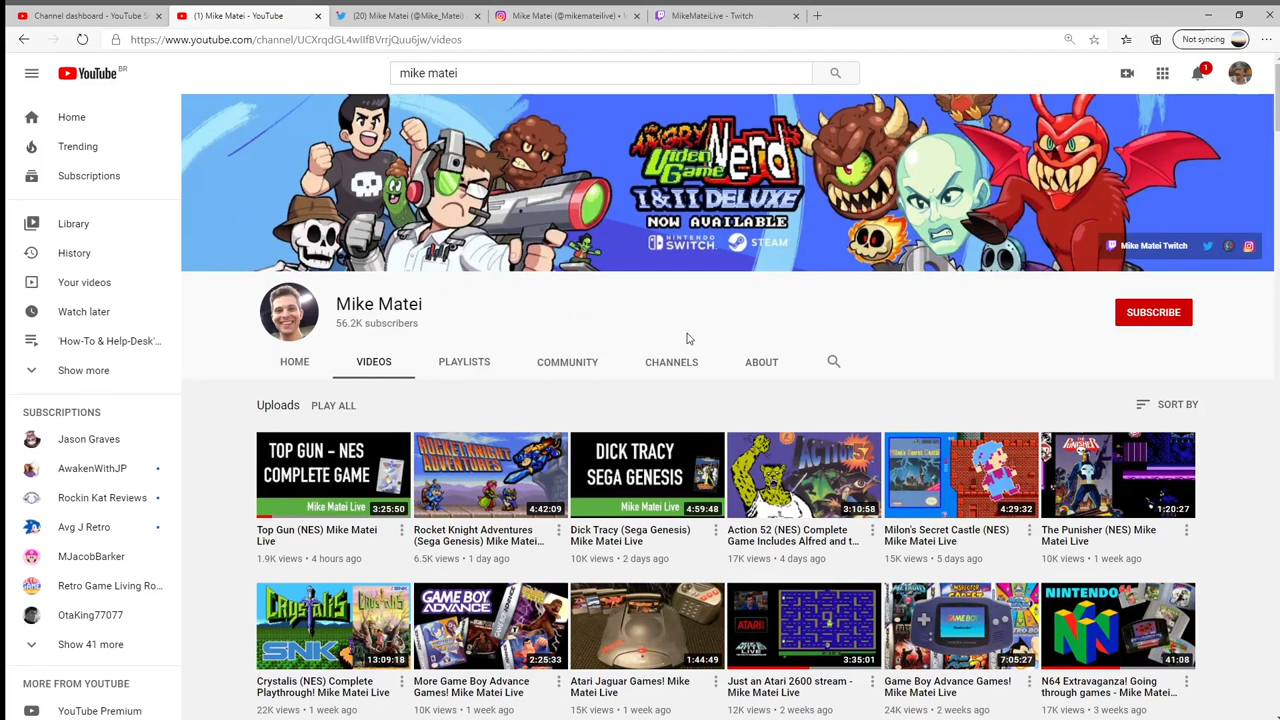 Channel dashboard - YouTube S
(1) Mike Matei - YouTube
(20) Mike Matei (@Mike_Matei)
Mike Matei (@mikemateilive) •
MikeMateiLive - Twitch
https://www.youtube.com/channel/UCXrqdGL4wIIfBVrrjQuu6jw/videos
Not syncing
YouTube BR
mike matei
1
Home
Trending
Subscriptions
Library
History
Your videos
Watch later
'How-To & Help-Desk'...
Show more
SUBSCRIPTIONS
Jason Graves
AwakenWithJP
Rockin Kat Reviews
Avg J Retro
MJacobBarker
Retro Game Living Ro...
OtaKing77077
Show 41 more
MORE FROM YOUTUBE
YouTube Premium
ANGRY
Video
Game
Nerd
I & II DELUXE
NOW AVAILABLE
NINTENDO
SWITCH
STEAM
Mike Matei Twitch
Mike Matei
56.2K subscribers
SUBSCRIBE
HOME
VIDEOS
PLAYLISTS
COMMUNITY
CHANNELS
ABOUT
Uploads
PLAY ALL
SORT BY
TOP GUN - NES
COMPLETE GAME
Mike Matei
3:25:50
Top Gun (NES) Mike Matei
Live
1.9K views • 4 hours ago
ROCKET KNIGHT
ADVENTURES
4:42:09
Rocket Knight Adventures
(Sega Genesis) Mike Matei...
6.5K views • 1 day ago
DICK TRACY
SEGA GENESIS
Mike Matei Live
4:59:48
Dick Tracy (Sega Genesis)
Mike Matei Live
10K views • 2 days ago
ACTION 52
3:10:58
Action 52 (NES) Complete
Game Includes Alfred and t...
17K views • 4 days ago
Milon's Secret Castle
4:29:32
Milon's Secret Castle (NES)
Mike Matei Live
15K views • 5 days ago
THE PUNISHER
1:20:27
The Punisher (NES) Mike
Matei Live
10K views • 1 week ago
CRYSTALIS
SNK
13:09:18
Crystalis (NES) Complete
Playthrough! Mike Matei Live
22K views • 1 week ago
GAME BOY
ADVANCE
2:25:33
More Game Boy Advance
Games! Mike Matei Live
10K views • 1 week ago
1:44:49
Atari Jaguar Games! Mike
Matei Live
15K views • 1 week ago
ATARI
3:35:01
Just an Atari 2600 stream -
Mike Matei Live
12K views • 2 weeks ago
GAME BOY
7:05:27
Game Boy Advance Games!
Mike Matei Live
24K views • 2 weeks ago
NINTENDO
41:08
N64 Extravaganza! Going
through games - Mike Matei...
17K views • 3 weeks ago